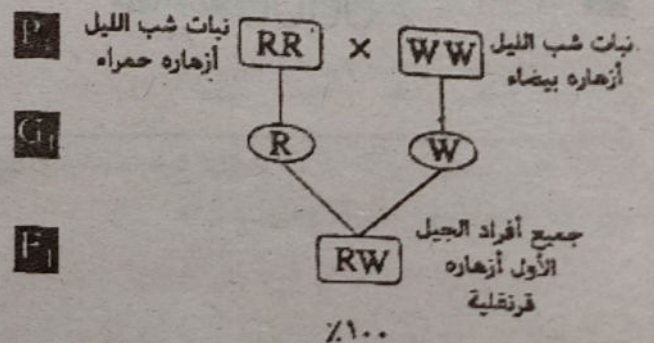 P₁
نبات شب الليل
أزهاره حمراء
RR × WW
نبات شب الليل
أزهاره بيضاء
G₁
R
W
F₁
RW
جميع أفراد الجيل
الأول أزهاره
قرنفلية
٪١٠٠